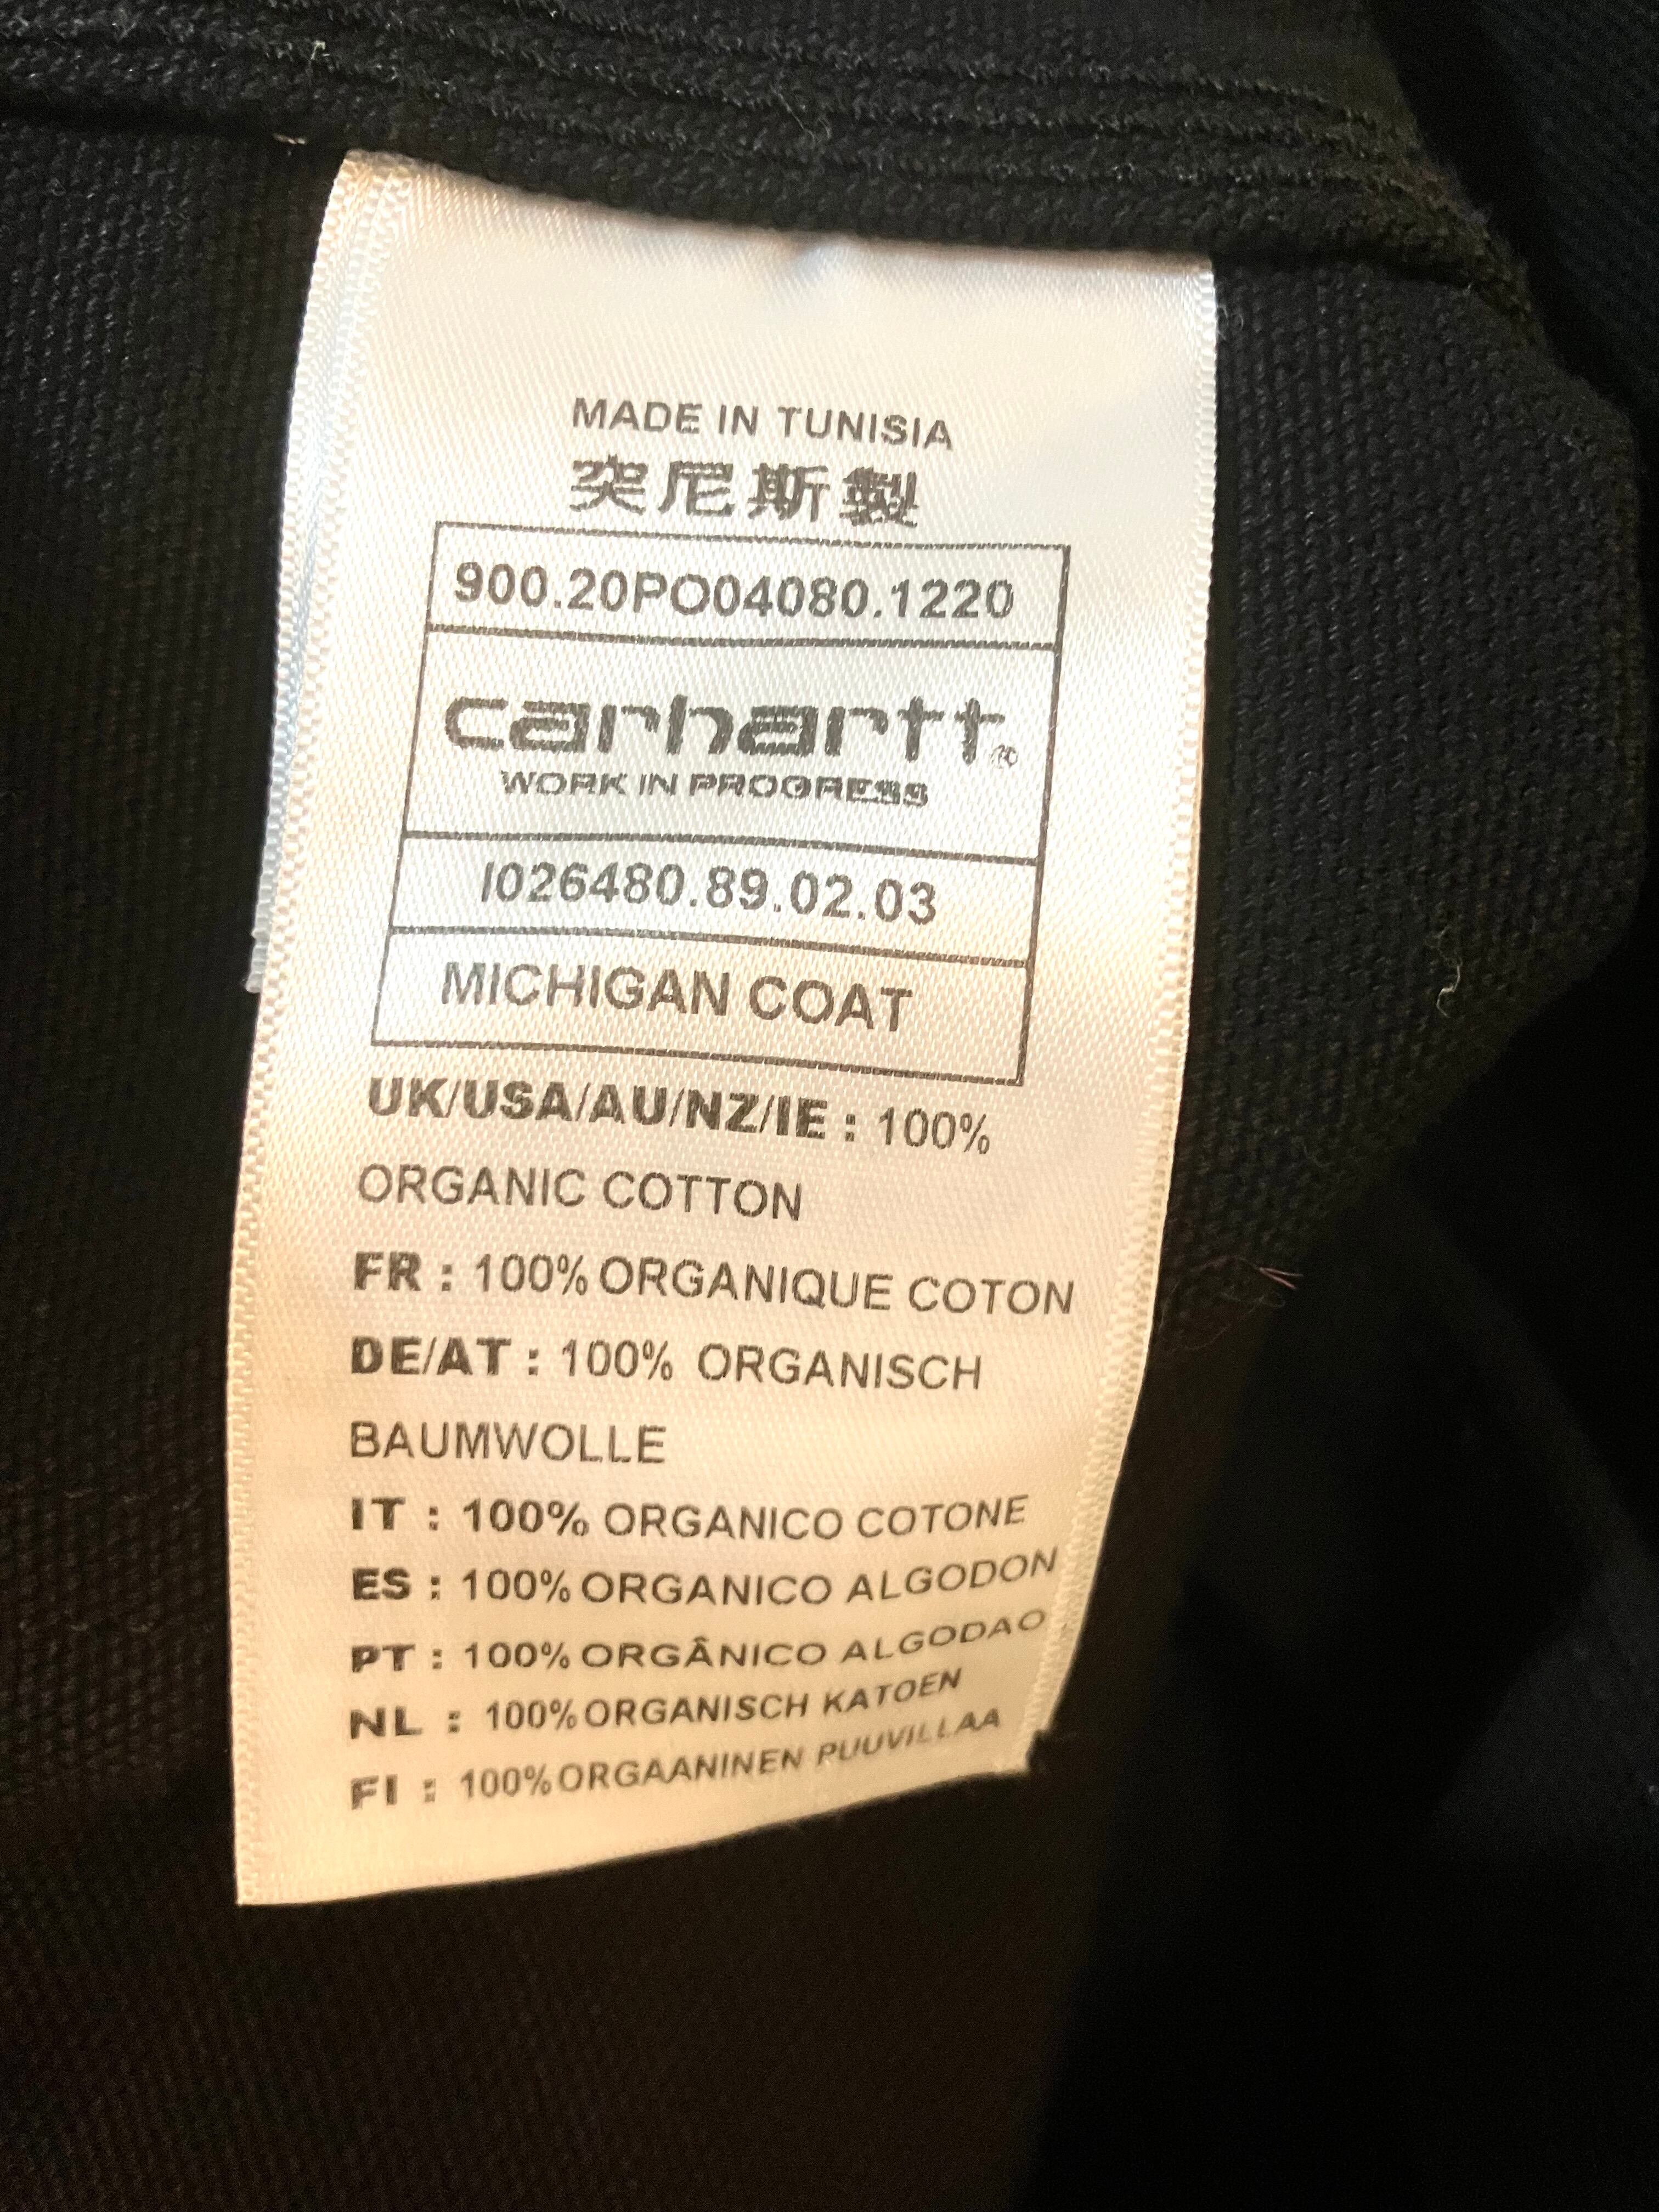 MADE IN TUNISIA
突尼斯製
900.20PO04080.1220
carhartt®
WORK IN PROGRESS
I026480.89.02.03
MICHIGAN COAT
UK/USA/AU/NZ/IE : 100%
ORGANIC COTTON
FR : 100% ORGANIQUE COTON
DE/AT : 100% ORGANISCH
BAUMWOLLE
IT : 100% ORGANICO COTONE
ES : 100% ORGANICO ALGODON
PT : 100% ORGÂNICO ALGODAO
NL : 100% ORGANISCH KATOEN
FI : 100% ORGAANINEN PUUVILLAA